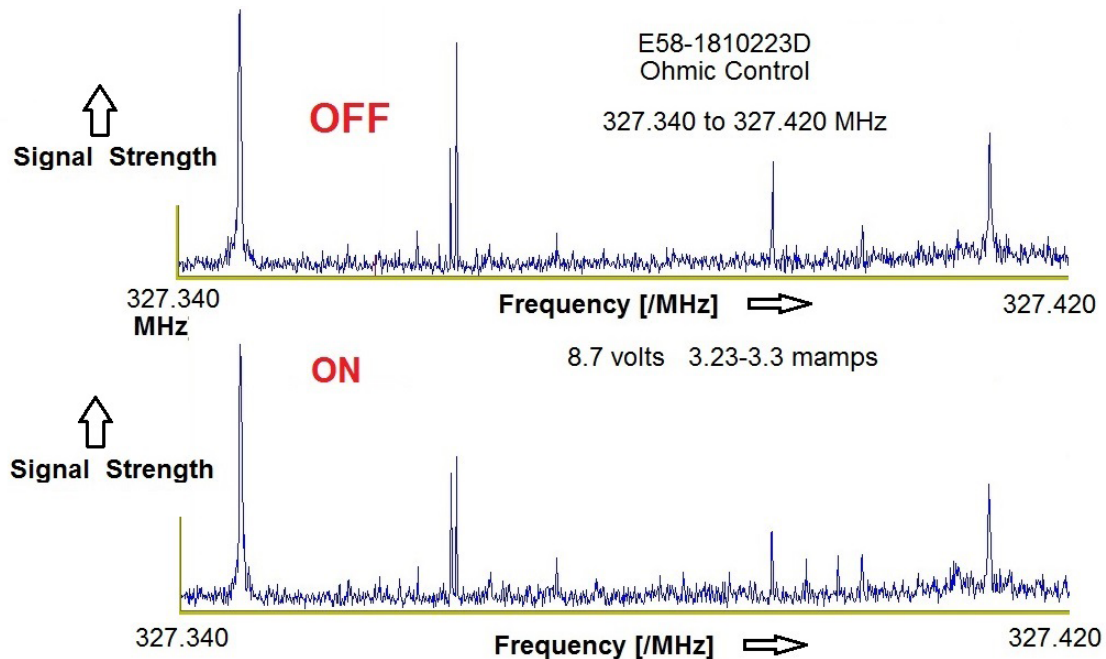 E58-1810223D
Ohmic Control
OFF
327.340 to 327.420 MHz
Signal Strength
327.340
MHz
Frequency [/MHz]
327.420
ON
8.7 volts 3.23-3.3 mamps
Signal Strength
327.340
Frequency [/MHz]
327.420